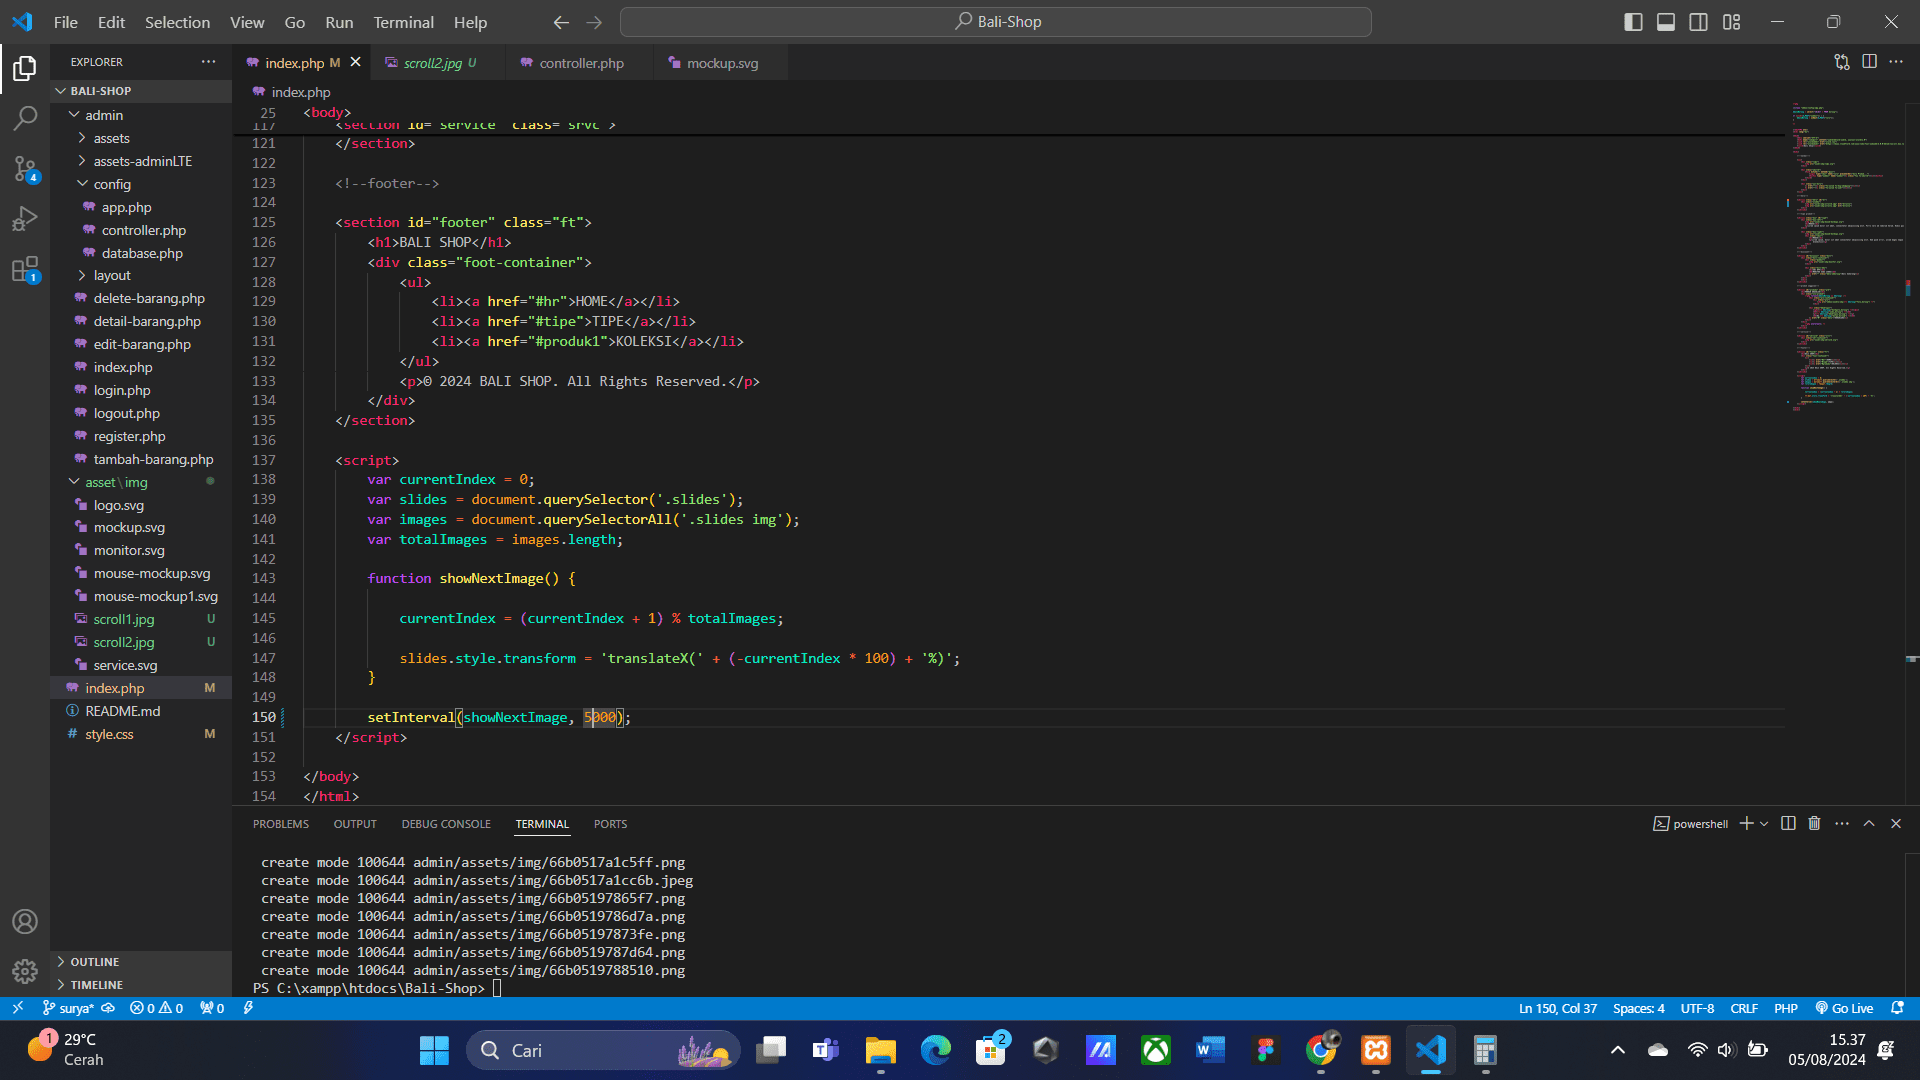 File Edit Selection View Go Run Terminal Help
Bali-Shop
EXPLORER
BALI-SHOP
admin
assets
assets-adminLTE
config
app.php
controller.php
database.php
layout
delete-barang.php
detail-barang.php
edit-barang.php
index.php
login.php
logout.php
register.php
tambah-barang.php
asset\img
logo.svg
mockup.svg
monitor.svg
mouse-mockup.svg
mouse-mockup1.svg
scroll1.jpg U
scroll2.jpg U
service.svg
index.php M
README.md
style.css M
OUTLINE
TIMELINE
4
1
index.php M
scroll2.jpg U
controller.php
mockup.svg
index.php
25 <body>
117 <section id="service" class="srvc">
121 </section>
122
123 <!--footer-->
124
125 <section id="footer" class="ft">
126 <h1>BALI SHOP</h1>
127 <div class="foot-container">
128 <ul>
129 <li><a href="#hr">HOME</a></li>
130 <li><a href="#tipe">TIPE</a></li>
131 <li><a href="#produk1">KOLEKSI</a></li>
132 </ul>
133 <p>© 2024 BALI SHOP. All Rights Reserved.</p>
134 </div>
135 </section>
136
137 <script>
138 var currentIndex = 0;
139 var slides = document.querySelector('.slides');
140 var images = document.querySelectorAll('.slides img');
141 var totalImages = images.length;
142
143 function showNextImage() {
144
145 currentIndex = (currentIndex + 1) % totalImages;
146
147 slides.style.transform = 'translateX(' + (-currentIndex * 100) + '%)';
148 }
149
150 setInterval(showNextImage, 5000);
151 </script>
152
153 </body>
154 </html>
PROBLEMS OUTPUT DEBUG CONSOLE TERMINAL PORTS
powershell
create mode 100644 admin/assets/img/66b0517a1c5ff.png
create mode 100644 admin/assets/img/66b0517a1cc6b.jpeg
create mode 100644 admin/assets/img/66b05197865f7.png
create mode 100644 admin/assets/img/66b0519786d7a.png
create mode 100644 admin/assets/img/66b05197873fe.png
create mode 100644 admin/assets/img/66b0519787d64.png
create mode 100644 admin/assets/img/66b0519788510.png
PS C:\xampp\htdocs\Bali-Shop>
surya* 0 0 0
Ln 150, Col 37 Spaces: 4 UTF-8 CRLF PHP Go Live
1
29°C
Cerah
Cari
2
15.37
05/08/2024